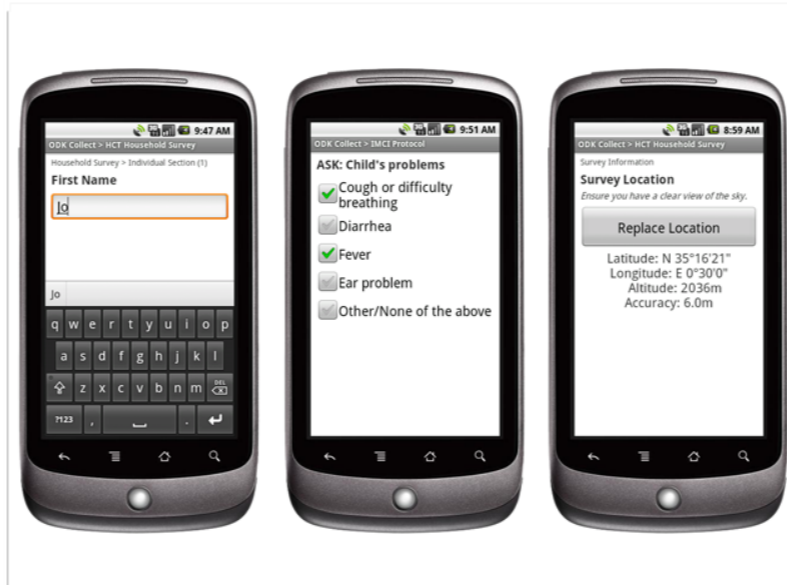 9:47 AM
ODK Collect > HCT Household Survey
Household Survey > Individual Section (1)
First Name
Jo
Jo
q w e r t y u i o p
a s d f g h j k l
z x c v b n m DEL
?123 , .
3G
9:51 AM
ODK Collect > IMCI Protocol
ASK: Child's problems
Cough or difficulty
breathing
Diarrhea
Fever
Ear problem
Other/None of the above
3G
8:59 AM
ODK Collect > HCT Household Survey
Survey Information
Survey Location
Ensure you have a clear view of the sky.
Replace Location
Latitude: N 35°16'21"
Longitude: E 0°30'0"
Altitude: 2036m
Accuracy: 6.0m